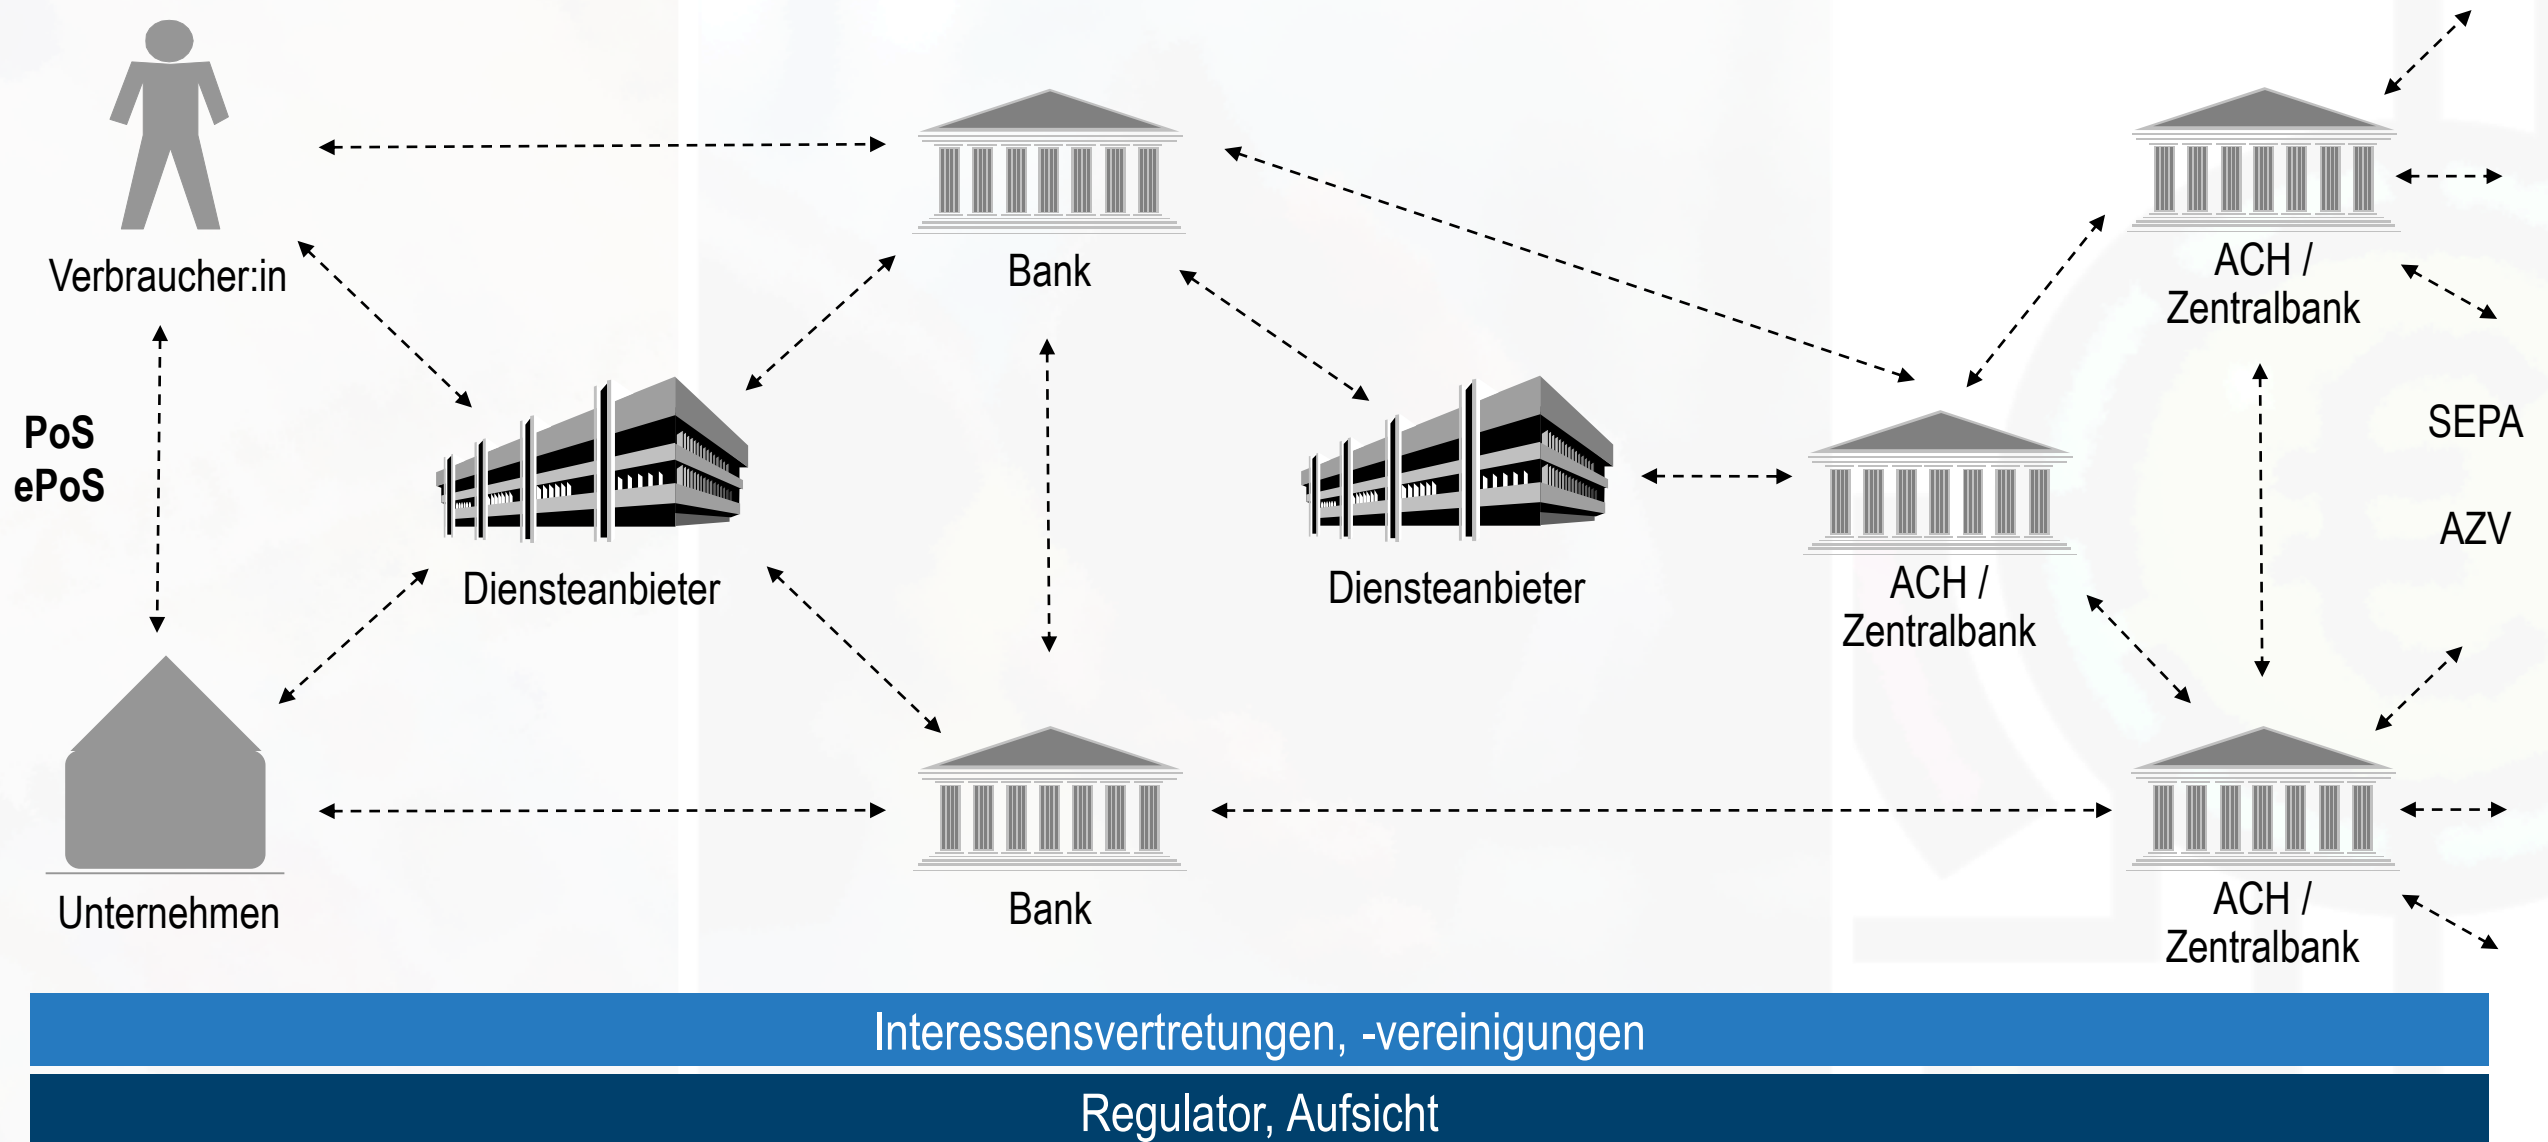 Verbraucher:in
Bank
ACH /
Zentralbank
PoS
ePoS
SEPA
AZV
Diensteanbieter
Diensteanbieter
ACH /
Zentralbank
Unternehmen
Bank
ACH /
Zentralbank
Interessensvertretungen, -vereinigungen
Regulator, Aufsicht